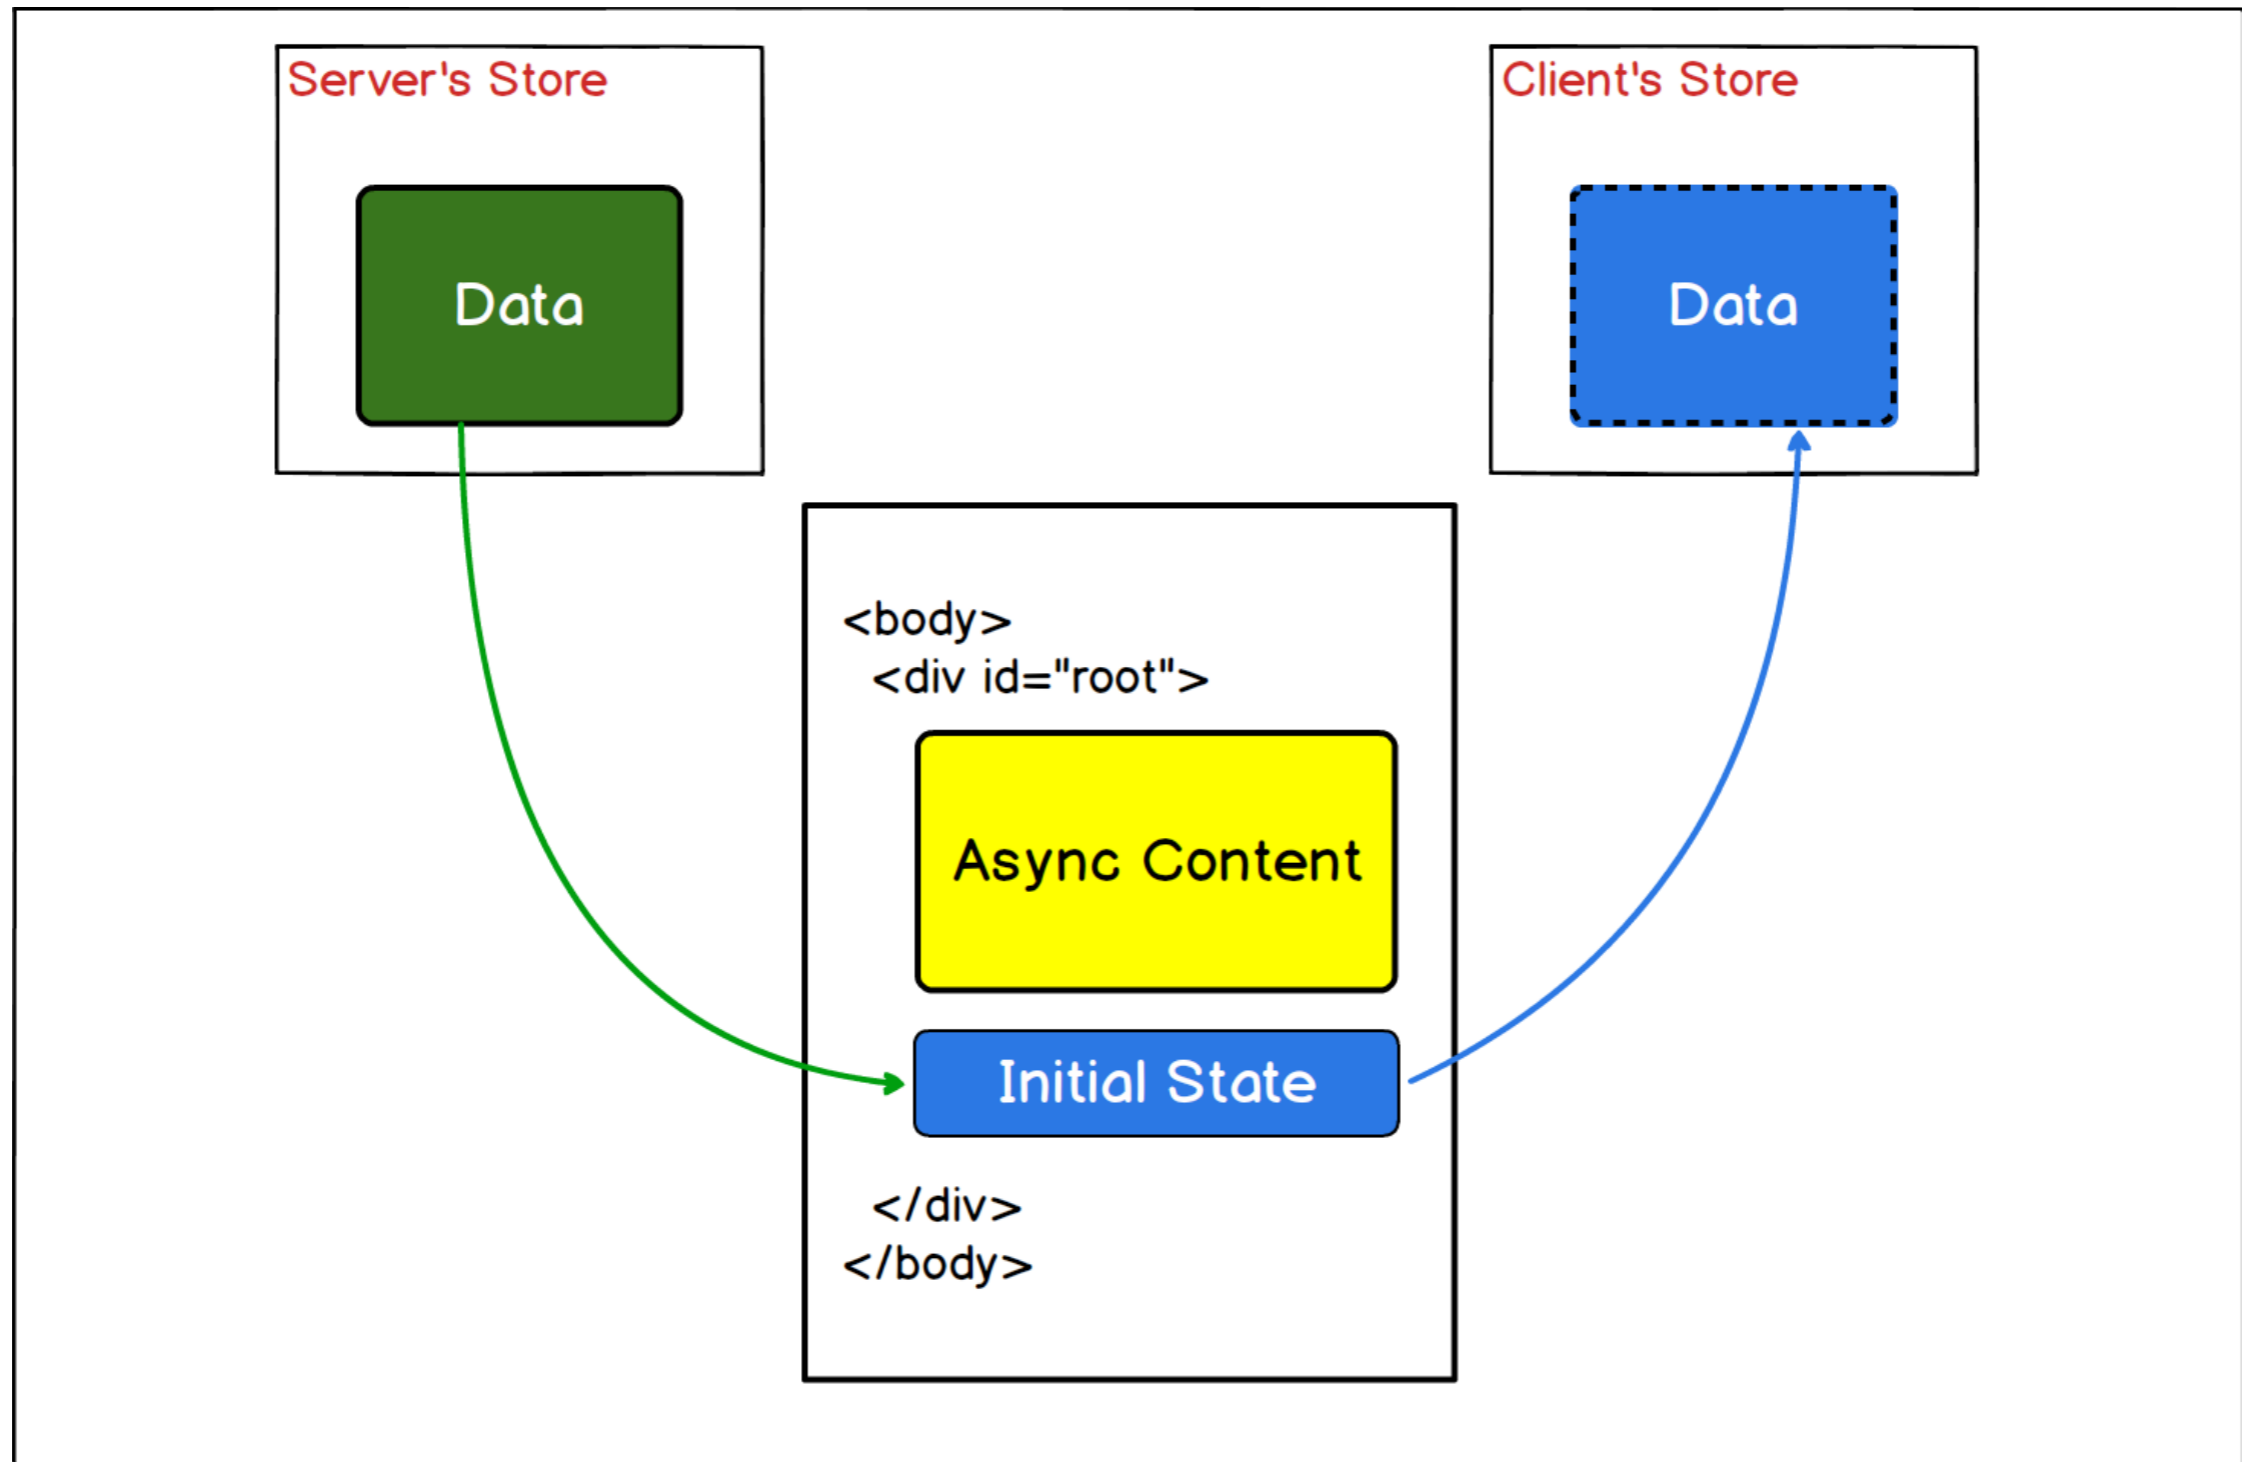 Server's Store
Data
Client's Store
Data
<body>
<div id="root">
Async Content
Initial State
</div>
</body>